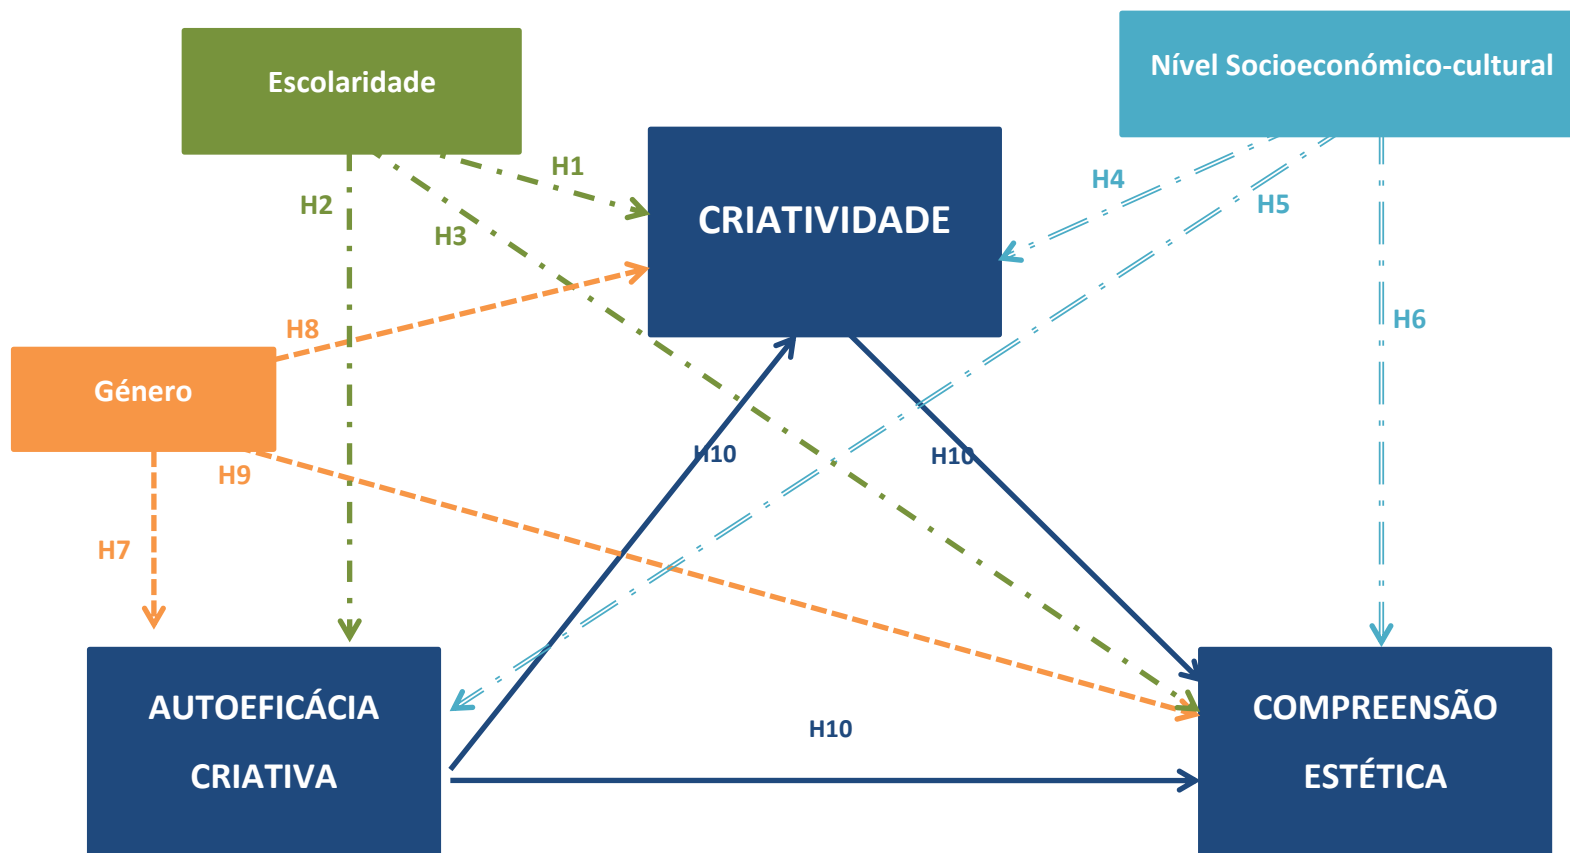 Nível Socioeconómico-cultural
Escolaridade
H1
H4
H2
H5
CRIATIVIDADE
H3
H8
H6
Género
H10
H10
H9
H7
AUTOEFICÁCIA
CRIATIVA
H10
COMPREENSÃO
ESTÉTICA